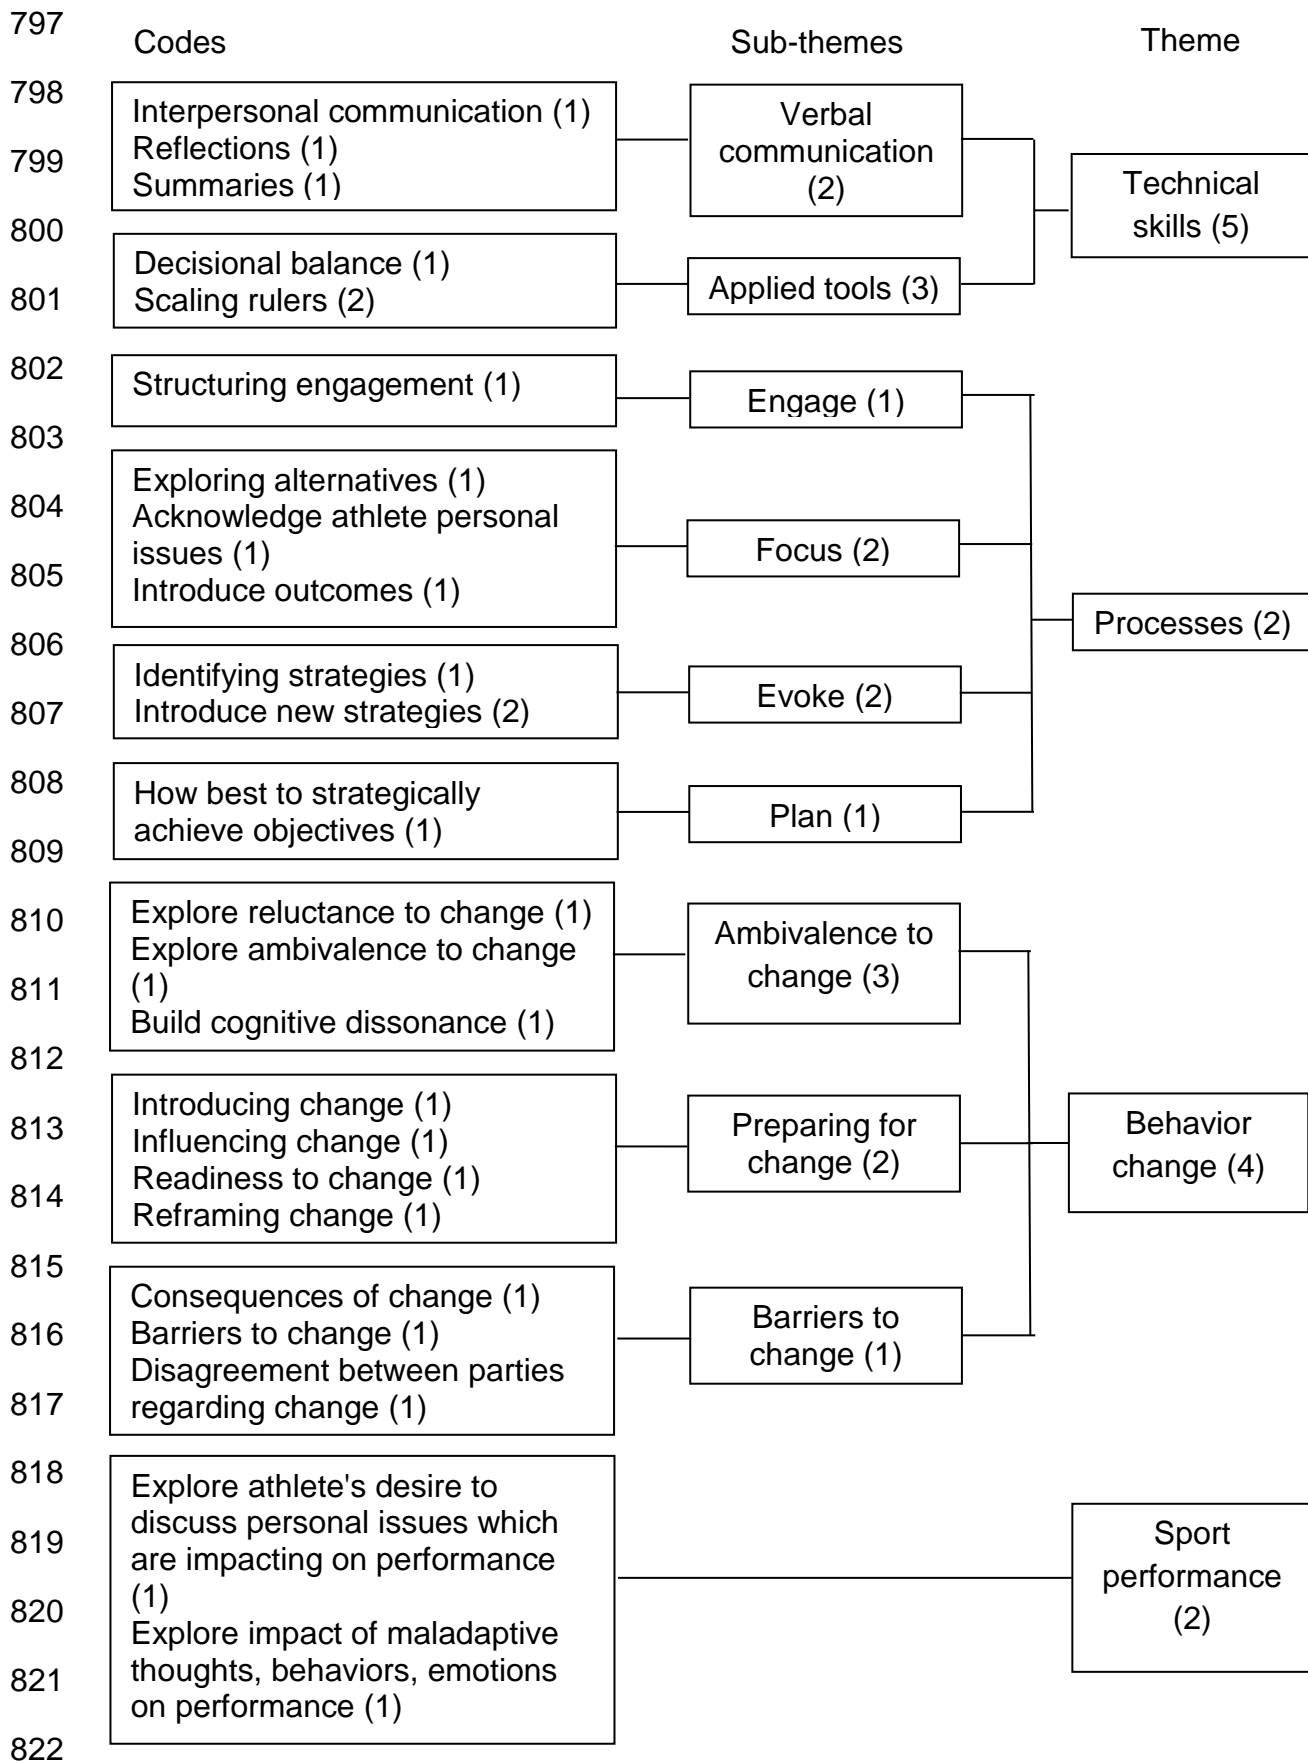 797
Codes
Sub-themes
Theme
798
Interpersonal communication (1)
Reflections (1)
Summaries (1)
799
Verbal
communication
(2)
Technical
skills (5)
800
Decisional balance (1)
Scaling rulers (2)
801
Applied tools (3)
802
Structuring engagement (1)
Engage (1)
803
Exploring alternatives (1)
Acknowledge athlete personal
issues (1)
Introduce outcomes (1)
804
Focus (2)
805
Processes (2)
806
Identifying strategies (1)
Introduce new strategies (2)
807
Evoke (2)
808
How best to strategically
achieve objectives (1)
Plan (1)
809
810
Explore reluctance to change (1)
Explore ambivalence to change
(1)
Build cognitive dissonance (1)
811
Ambivalence to
change (3)
812
Introducing change (1)
Influencing change (1)
Readiness to change (1)
Reframing change (1)
813
Preparing for
change (2)
Behavior
change (4)
814
815
Consequences of change (1)
Barriers to change (1)
Disagreement between parties
regarding change (1)
816
Barriers to
change (1)
817
818
Explore athlete's desire to
discuss personal issues which
are impacting on performance
(1)
Explore impact of maladaptive
thoughts, behaviors, emotions
on performance (1)
819
Sport
performance
(2)
820
821
822